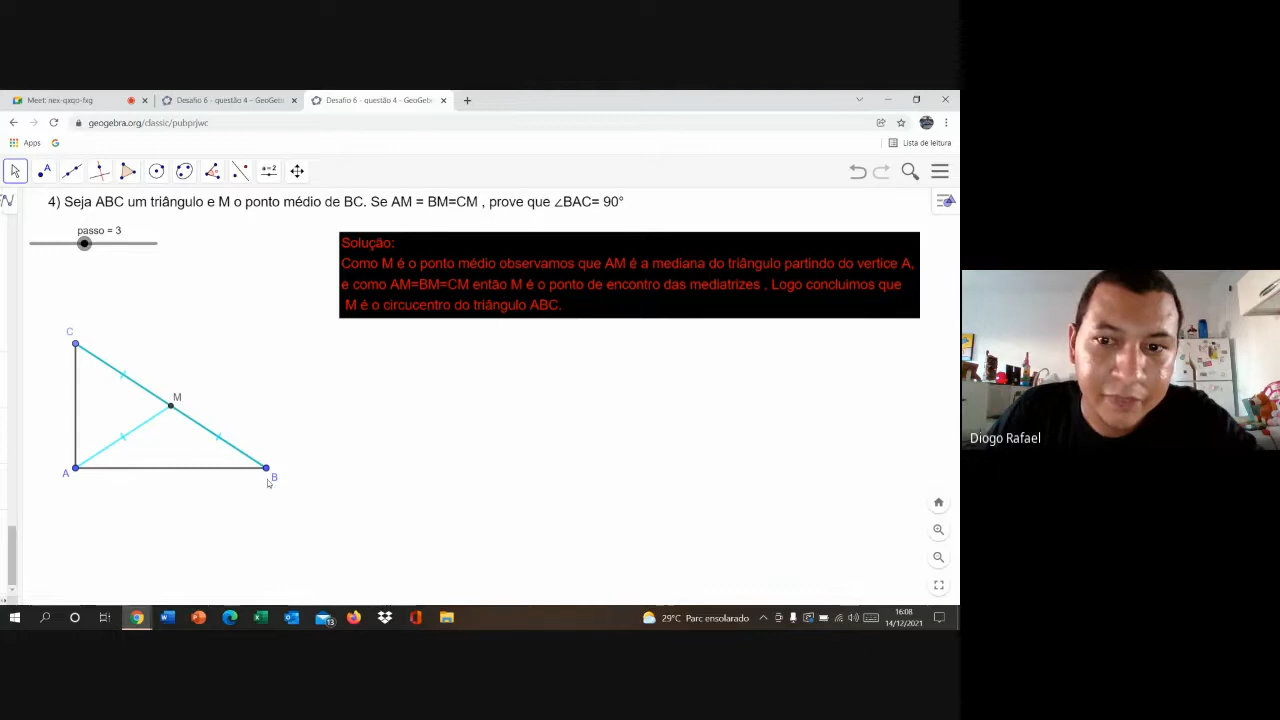 Meet: nex-qxqo-fxg
Desafio 6 - questão 4 - GeoGebra
Desafio 6 - questão 4 - GeoGebra
geogebra.org/classic/pubprjwc
Apps
Lista de leitura
A
a=2
4) Seja ABC um triângulo e M o ponto médio de BC. Se AM = BM=CM , prove que ∠BAC= 90°
passo = 3
Solução:
Como M é o ponto médio observamos que AM é a mediana do triângulo partindo do vertice A,
e como AM=BM=CM então M é o ponto de encontro das mediatrizes , Logo concluimos que
M é o circucentro do triângulo ABC.
C
M
A
B
Diogo Rafael
13
29°C Parc ensolarado
16:08
14/12/2021